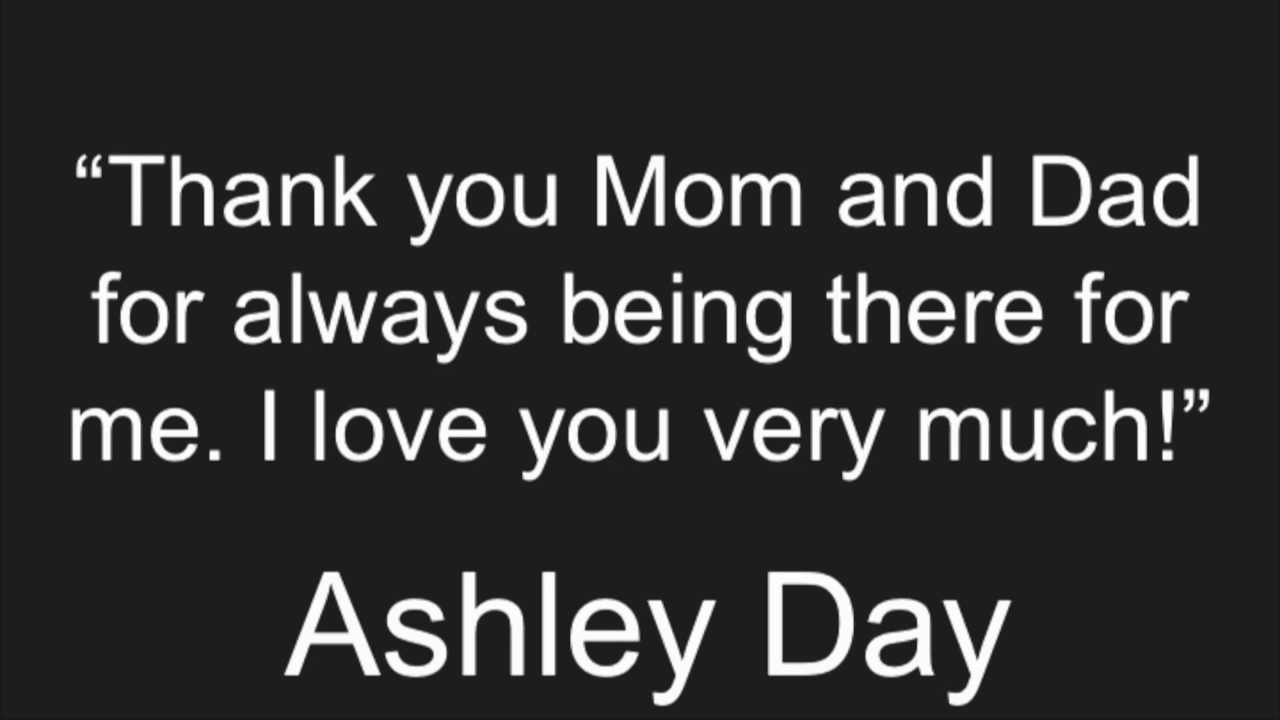 “Thank you Mom and Dad
for always being there for
me. I love you very much!”
Ashley Day